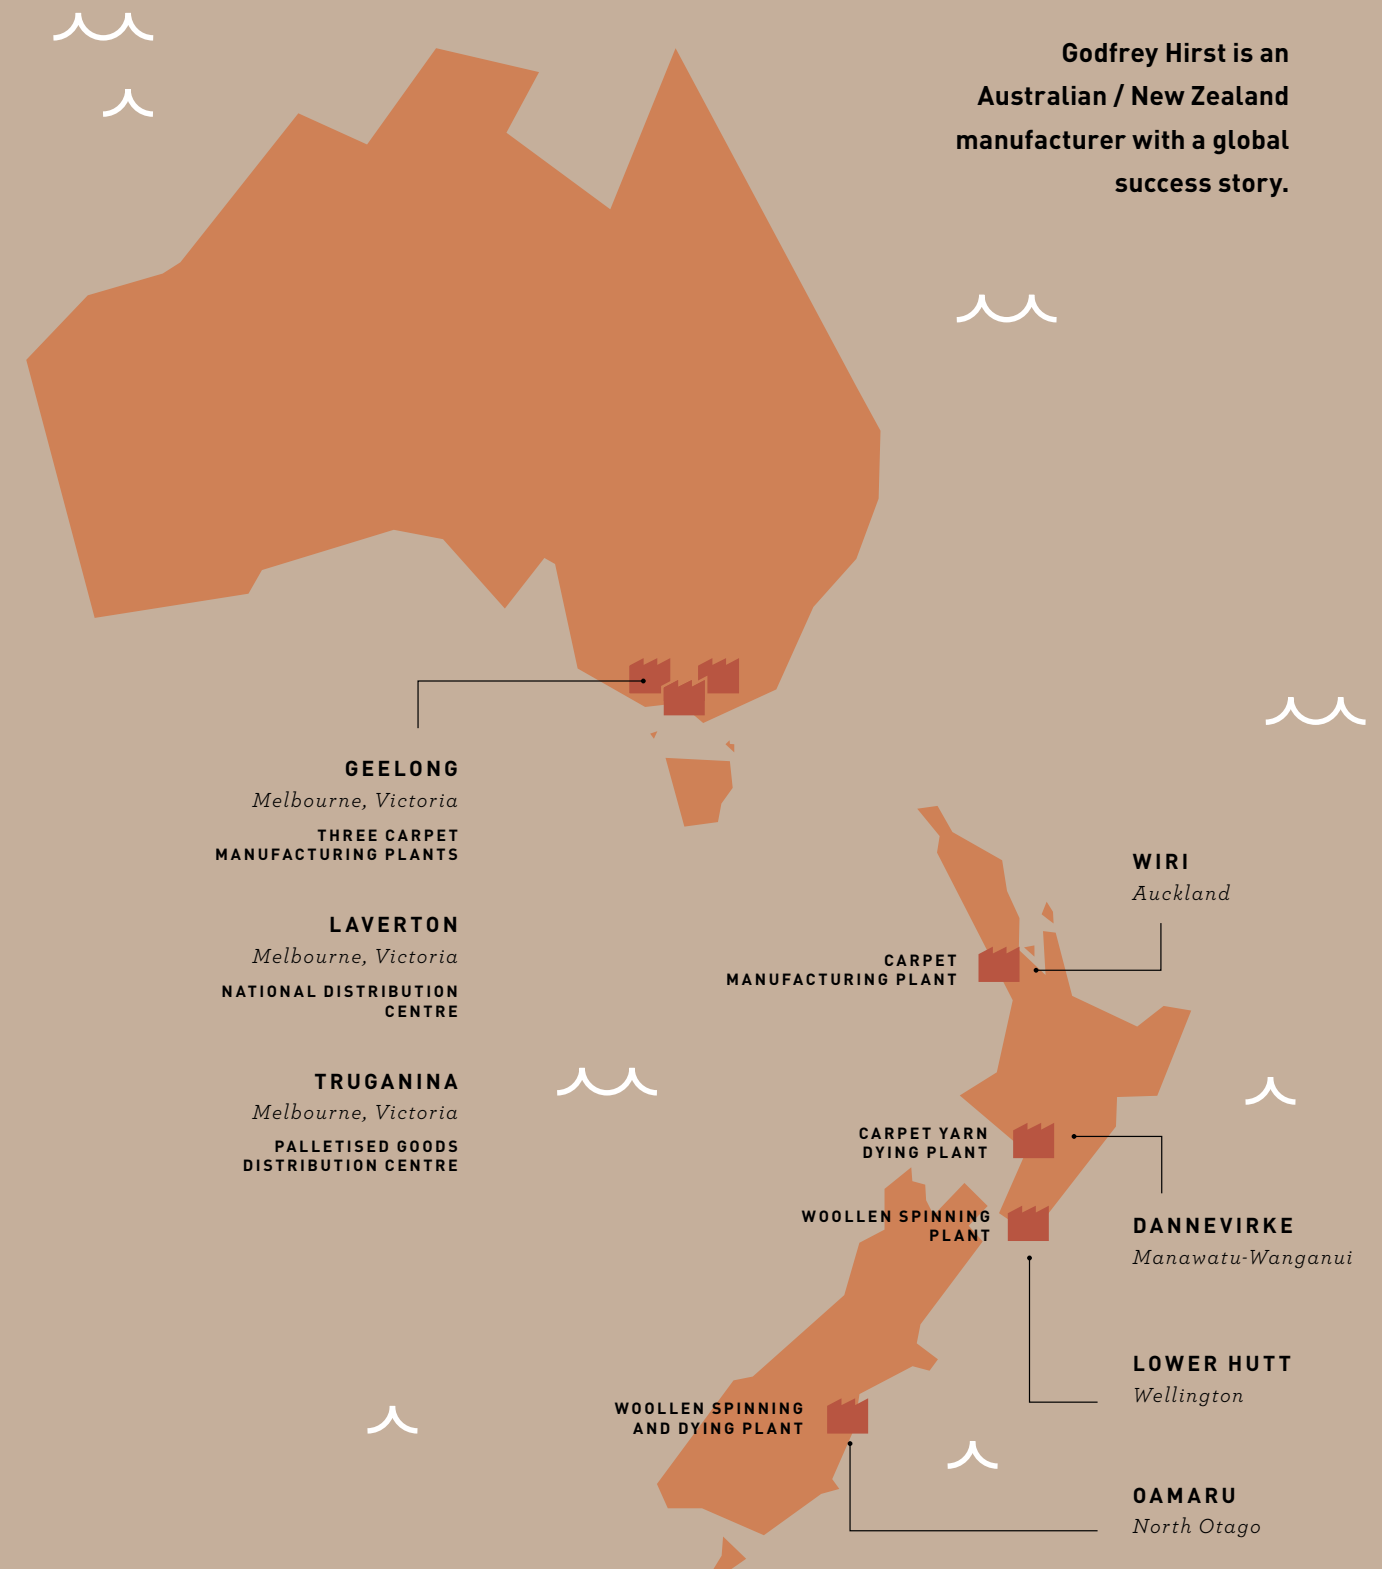 Godfrey Hirst is an
Australian / New Zealand
manufacturer with a global
success story.
GEELONG
Melbourne, Victoria
THREE CARPET
MANUFACTURING PLANTS
LAVERTON
Melbourne, Victoria
NATIONAL DISTRIBUTION
CENTRE
TRUGANINA
Melbourne, Victoria
PALLETISED GOODS
DISTRIBUTION CENTRE
WIRI
Auckland
CARPET
MANUFACTURING PLANT
CARPET YARN
DYING PLANT
DANNEVIRKE
Manawatu-Wanganui
WOOLLEN SPINNING
PLANT
LOWER HUTT
Wellington
WOOLLEN SPINNING
AND DYING PLANT
OAMARU
North Otago